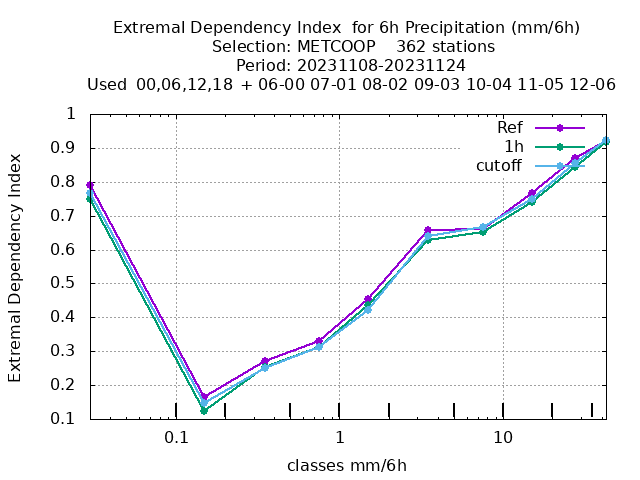 Extremal Dependency Index  for 6h Precipitation (mm/6h)
Selection: METCOOP    362 stations
Period: 20231108-20231124
Used  00,06,12,18  + 06-00 07-01 08-02 09-03 10-04 11-05 12-06
Ref
1h
cutoff
Extremal Dependency Index
1
0.9
0.8
0.7
0.6
0.5
0.4
0.3
0.2
0.1
0.1 1 10
classes mm/6h